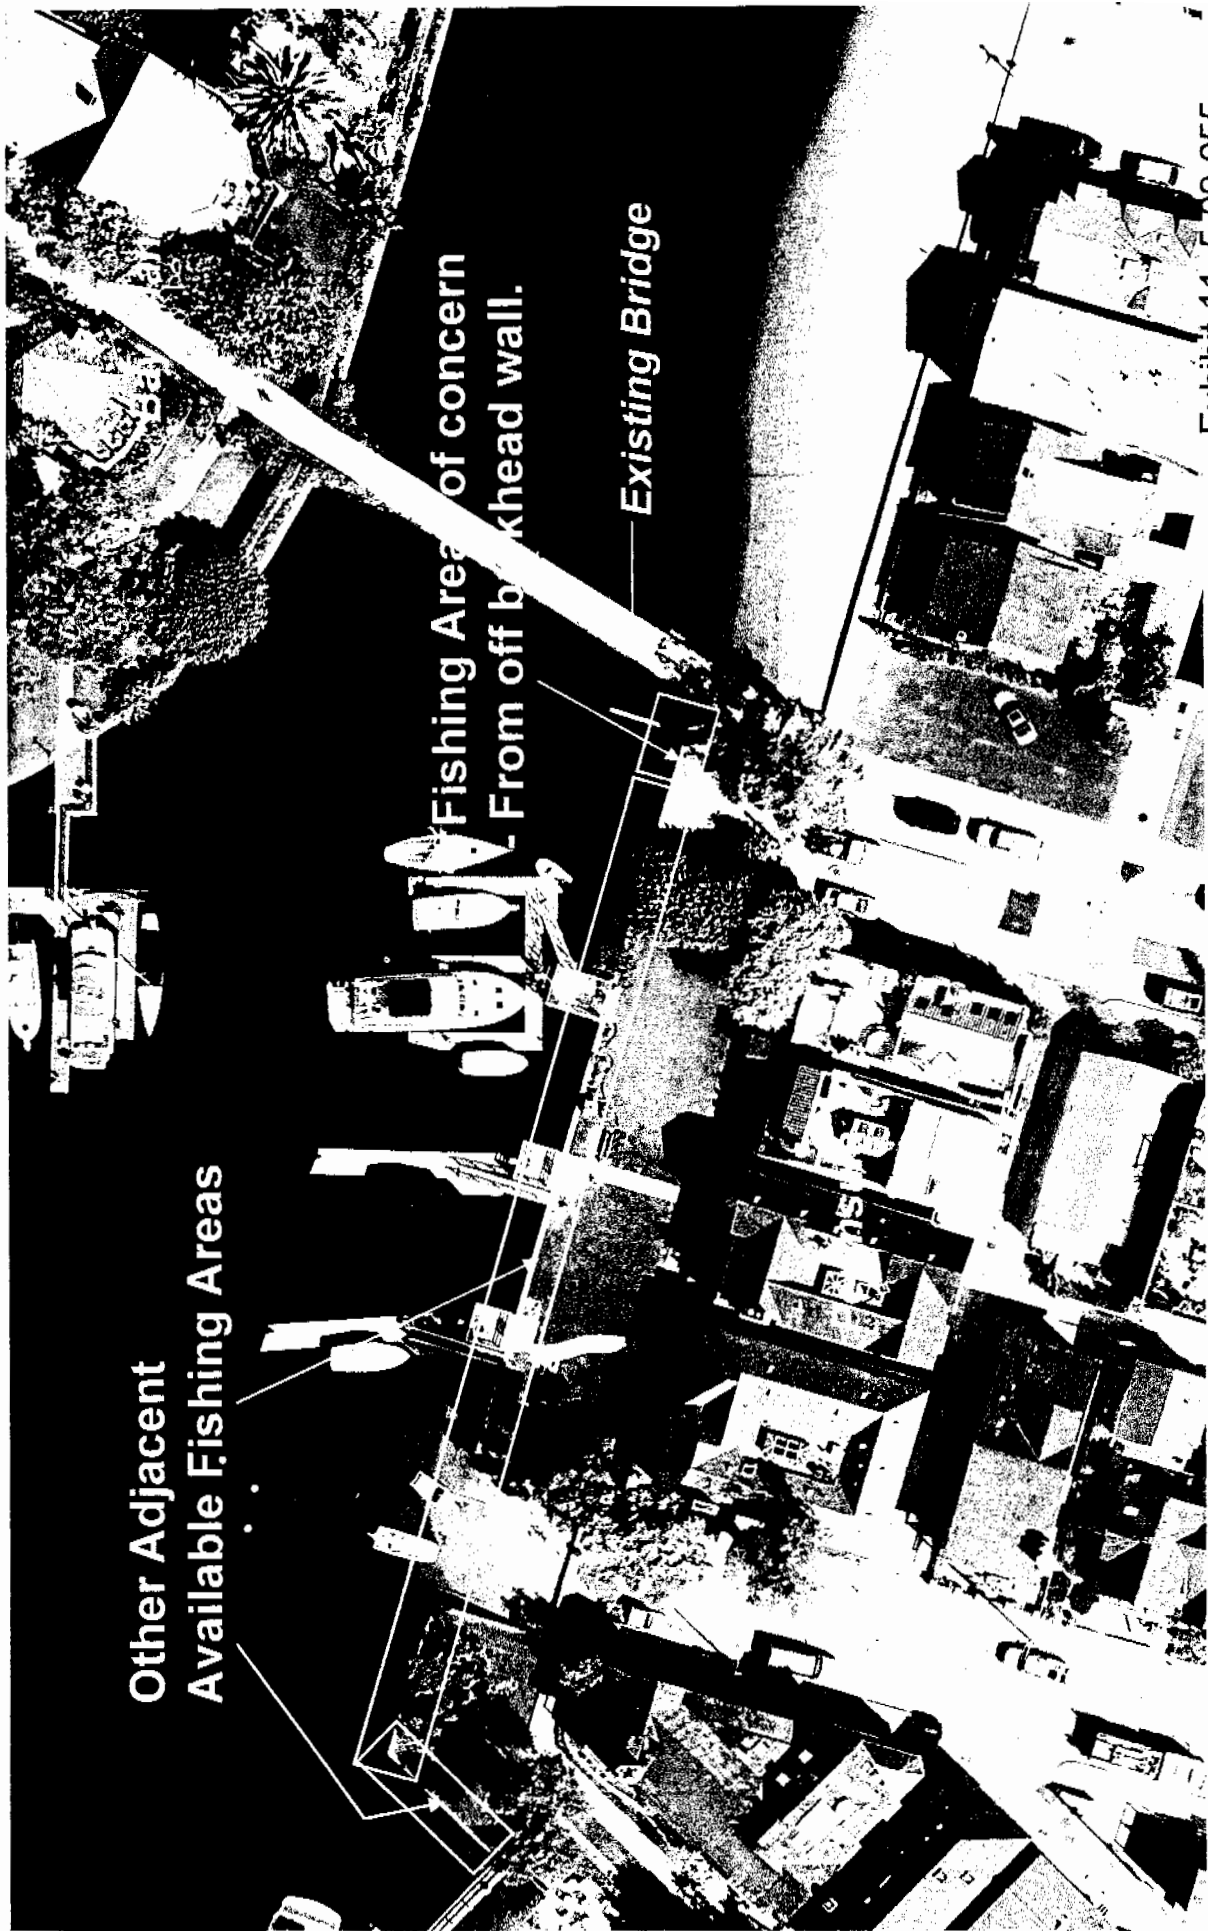 Other Adjacent
Available Fishing Areas
Fishing Area of concern
From off bulkhead wall.
Existing Bridge